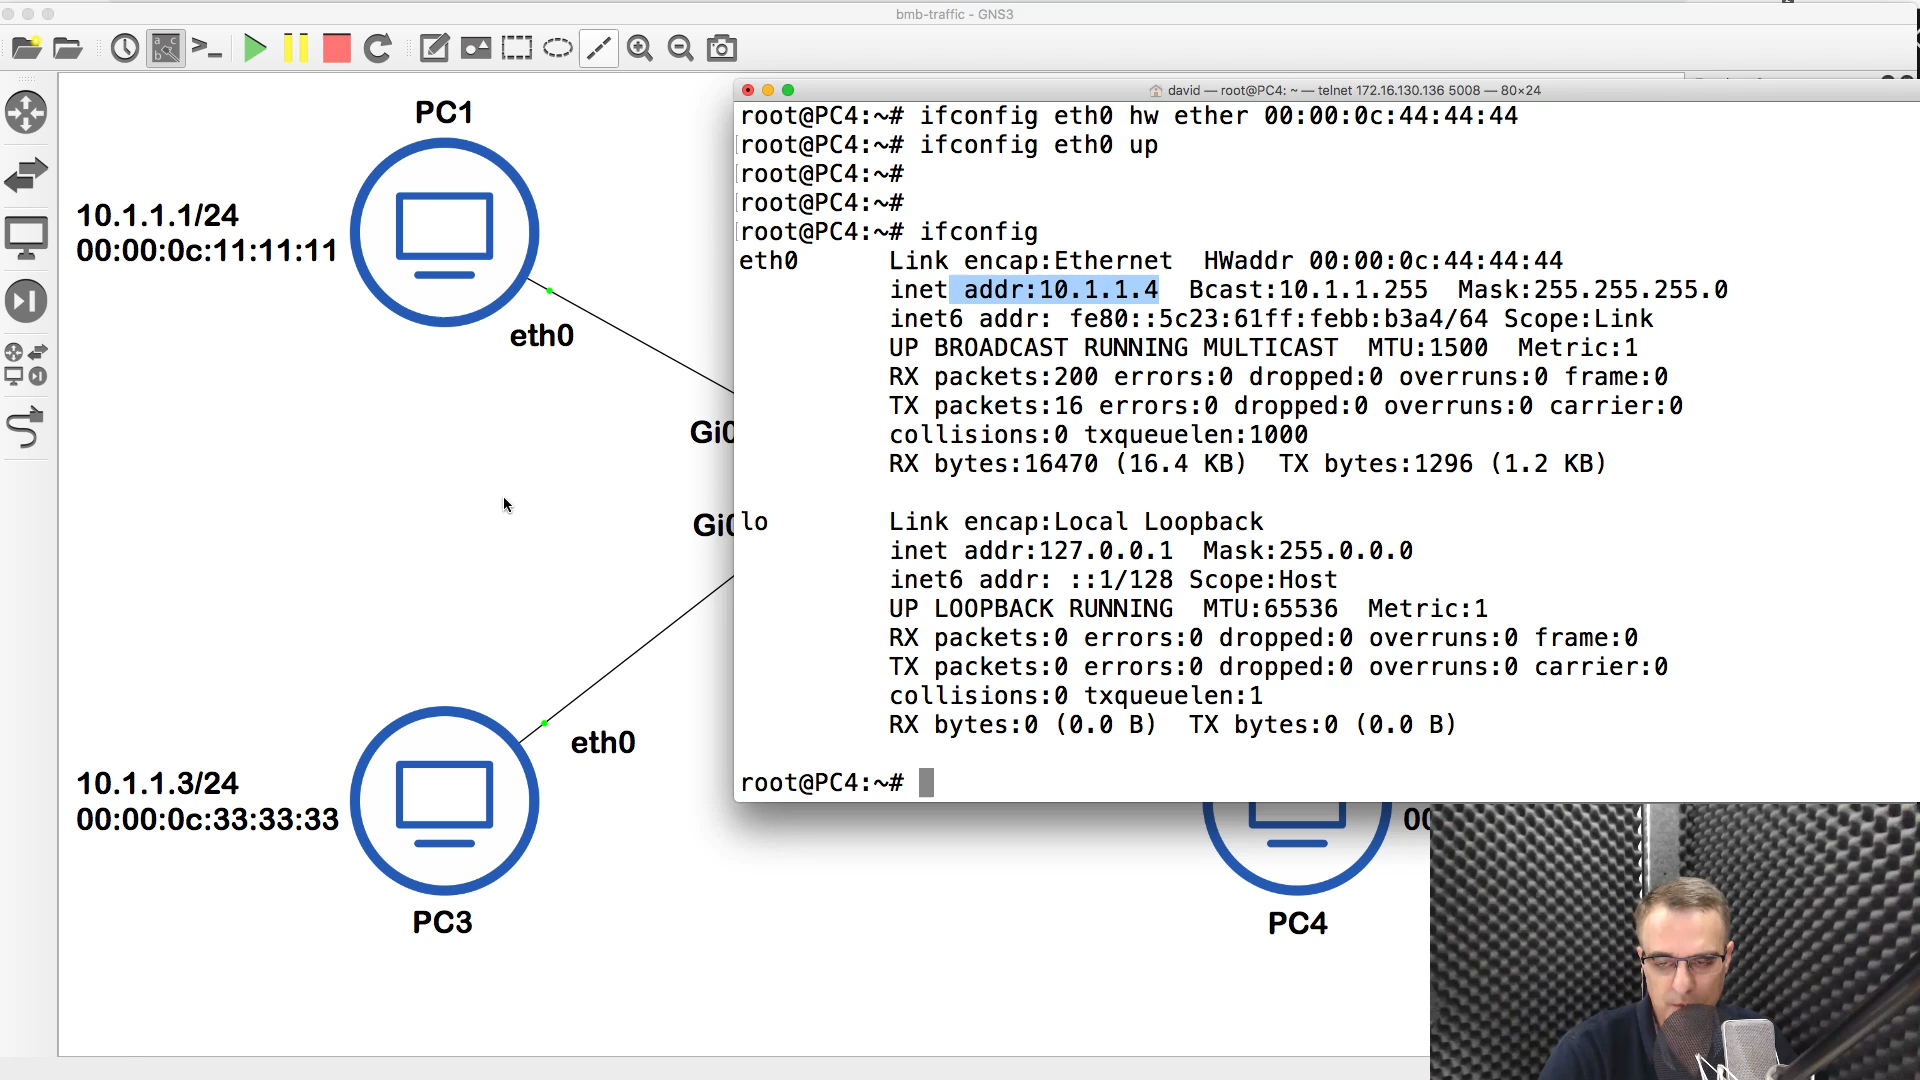 bmb-traffic - GNS3
david — root@PC4: ~ — telnet 172.16.130.136 5008 — 80×24
PC1
10.1.1.1/24
00:00:0c:11:11:11
eth0
Gi0
Gi0
eth0
10.1.1.3/24
00:00:0c:33:33:33
PC3
root@PC4:~# ifconfig eth0 hw ether 00:00:0c:44:44:44
root@PC4:~# ifconfig eth0 up
root@PC4:~#
root@PC4:~#
root@PC4:~# ifconfig
eth0 Link encap:Ethernet HWaddr 00:00:0c:44:44:44
inet addr:10.1.1.4 Bcast:10.1.1.255 Mask:255.255.255.0
inet6 addr: fe80::5c23:61ff:febb:b3a4/64 Scope:Link
UP BROADCAST RUNNING MULTICAST MTU:1500 Metric:1
RX packets:200 errors:0 dropped:0 overruns:0 frame:0
TX packets:16 errors:0 dropped:0 overruns:0 carrier:0
collisions:0 txqueuelen:1000
RX bytes:16470 (16.4 KB) TX bytes:1296 (1.2 KB)
lo Link encap:Local Loopback
inet addr:127.0.0.1 Mask:255.0.0.0
inet6 addr: ::1/128 Scope:Host
UP LOOPBACK RUNNING MTU:65536 Metric:1
RX packets:0 errors:0 dropped:0 overruns:0 frame:0
TX packets:0 errors:0 dropped:0 overruns:0 carrier:0
collisions:0 txqueuelen:1
RX bytes:0 (0.0 B) TX bytes:0 (0.0 B)
root@PC4:~#
00
PC4